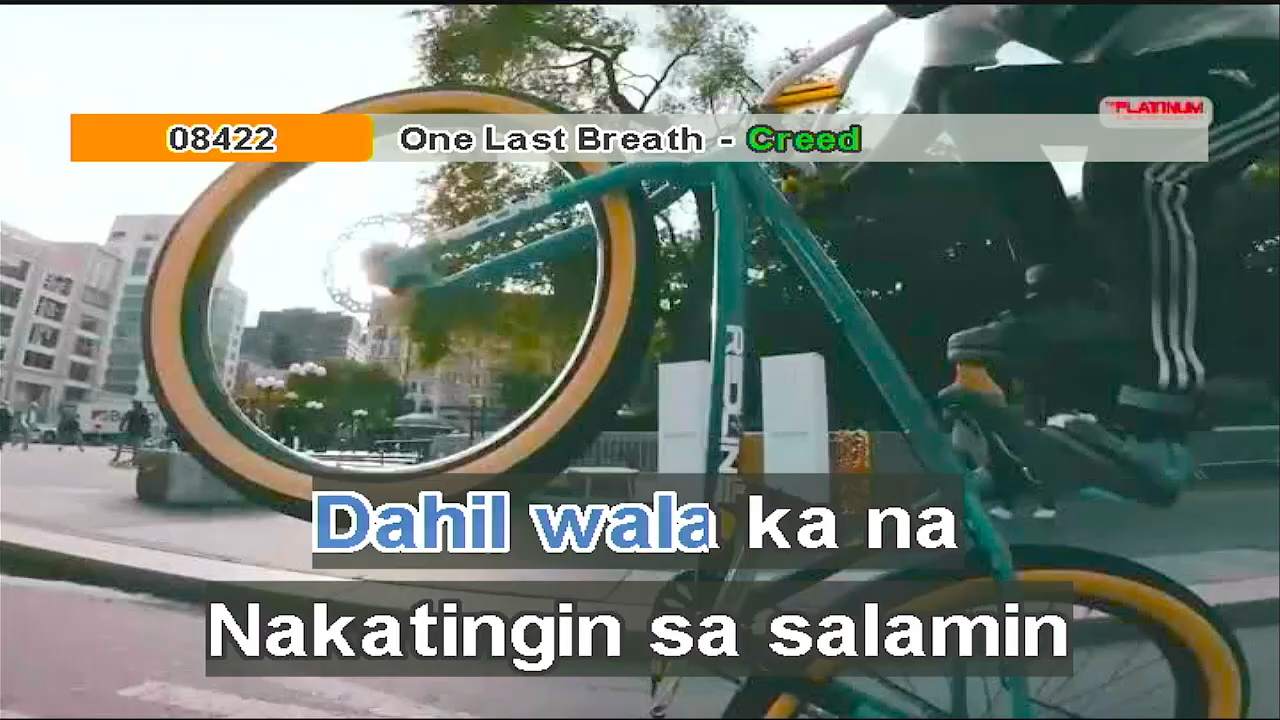 PLATINUM
08422 One Last Breath - Creed
Dahil wala ka na
Nakatingin sa salamin